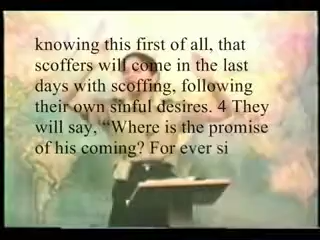 knowing this first of all, that
scoffers will come in the last
days with scoffing, following
their own sinful desires. 4 They
will say, “Where is the promise
of his coming? For ever si